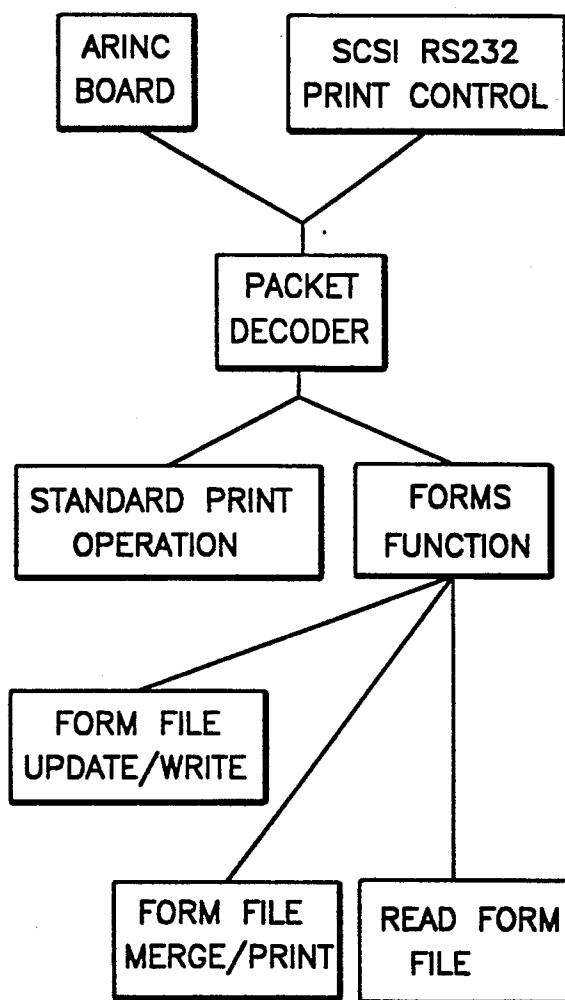 ARINC
BOARD
SCSI RS232
PRINT CONTROL
PACKET
DECODER
STANDARD PRINT
OPERATION
FORMS
FUNCTION
FORM FILE
UPDATE/WRITE
FORM FILE
MERGE/PRINT
READ FORM
FILE